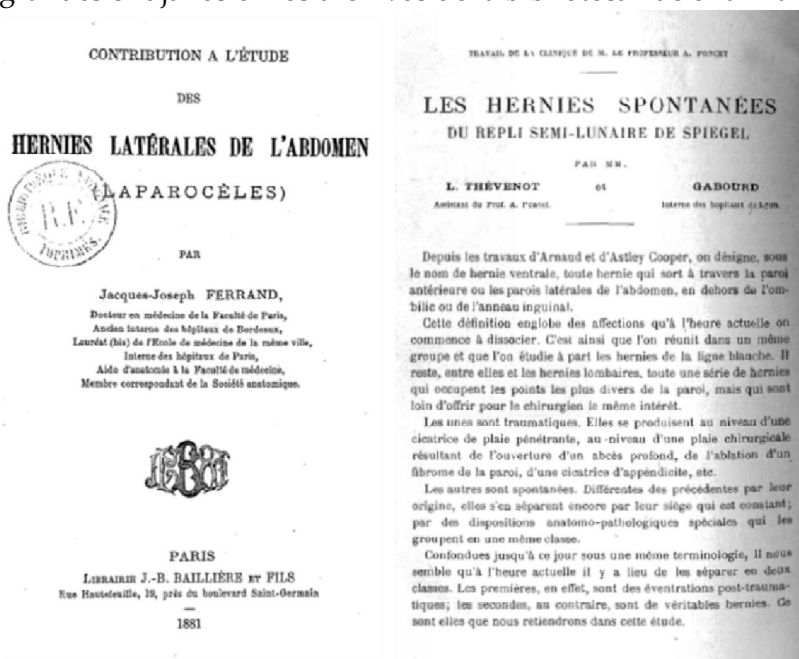 CONTRIBUTION A L'ÉTUDE
DES
HERNIES LATÉRALES DE L'ABDOMEN
(LAPAROCÈLES)
R.F.
IMPRIMÉS.
PAR
Jacques-Joseph FERRAND,
Docteur en médecine de la Faculté de Paris,
Ancien interne des hôpitaux de Bordeaux,
Lauréat (bis) de l'Ecole de médecine de la même ville,
Interne des hôpitaux de Paris,
Aide d'anatomie à la Faculté de médecine,
Membre correspondant de la Société anatomique.
PARIS
LIBRAIRIE J.-B. BAILLIÈRE ET FILS
Rue Hautefeuille, 19, près du boulevard Saint-Germain
1881
TRAVAIL DE LA CLINIQUE DE M. LE PROFESSEUR A. PONCET
LES HERNIES SPONTANÉES
DU REPLI SEMI-LUNAIRE DE SPIEGEL
PAR MM.
L. THÉVENOT et GABOURD
Assistant du Prof. A. Poncet. Interne des hôpitaux de Lyon.
Depuis les travaux d'Arnaud et d'Astley Cooper, on désigne, sous
le nom de hernie ventrale, toute hernie qui sort à travers la paroi
antérieure ou les parois latérales de l'abdomen, en dehors de l'om-
bilic ou de l'anneau inguinal.
Cette définition englobe des affections qu'à l'heure actuelle on
commence à dissocier. C'est ainsi que l'on réunit dans un même
groupe et que l'on étudie à part les hernies de la ligne blanche. Il
reste, entre elles et les hernies lombaires, toute une série de hernies
qui occupent les points les plus divers de la paroi, mais qui sont
loin d'offrir pour le chirurgien le même intérêt.
Les unes sont traumatiques. Elles se produisent au niveau d'une
cicatrice de plaie pénétrante, au niveau d'une plaie chirurgicale
résultant de l'ouverture d'un abcès profond, de l'ablation d'un
fibrome de la paroi, d'une cicatrice d'appendicite, etc.
Les autres sont spontanées. Différentes des précédentes par leur
origine, elles s'en séparent encore par leur siège qui est constant;
par des dispositions anatomo-pathologiques spéciales qui les
groupent en une même classe.
Confondues jusqu'à ce jour sous une même terminologie, il nous
semble qu'à l'heure actuelle il y a lieu de les séparer en deux
classes. Les premières, en effet, sont des éventrations post-trauma-
tiques; les secondes, au contraire, sont de véritables hernies. Ce
sont elles que nous retiendrons dans cette étude.